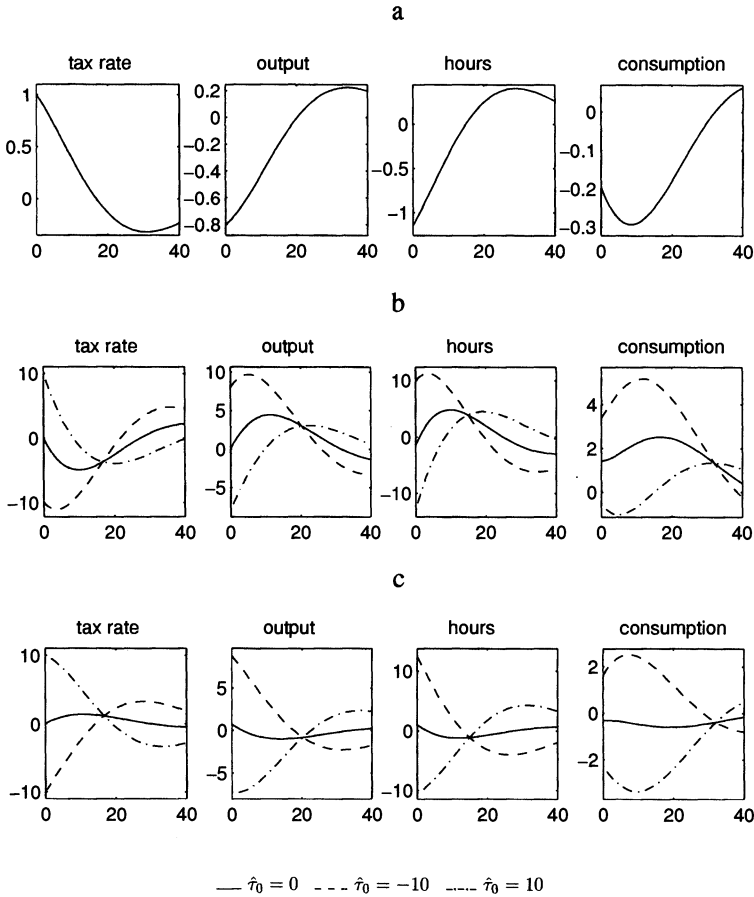 a
tax rate output hours consumption
1 0.5 0
0.2 0 −0.2 −0.4 −0.6 −0.8
0 −0.5 −1
0 −0.1 −0.2 −0.3
0 20 40 0 20 40 0 20 40 0 20 40
b
tax rate output hours consumption
10 0 −10
10 5 0 −5
10 0 −10
4 2 0
0 20 40 0 20 40 0 20 40 0 20 40
c
tax rate output hours consumption
10 0 −10
5 0 −5
10 0 −10
2 0 −2
0 20 40 0 20 40 0 20 40 0 20 40
τ̂₀ = 0 τ̂₀ = −10 τ̂₀ = 10